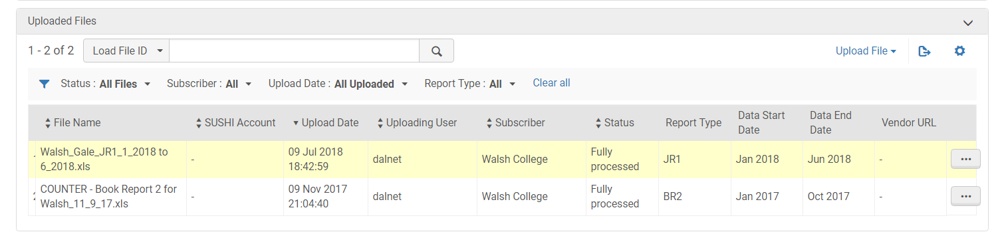 Uploaded Files
1 - 2 of 2 Load File ID Upload File
Status : All Files Subscriber : All Upload Date : All Uploaded Report Type : All Clear all
File Name SUSHI Account Upload Date Uploading User Subscriber Status Report Type Data Start Date Data End Date Vendor URL
Walsh_Gale_JR1_1_2018 to 6_2018.xls - 09 Jul 2018 18:42:59 dalnet Walsh College Fully processed JR1 Jan 2018 Jun 2018 -
COUNTER - Book Report 2 for Walsh_11_9_17.xls - 09 Nov 2017 21:04:40 dalnet Walsh College Fully processed BR2 Jan 2017 Oct 2017 -